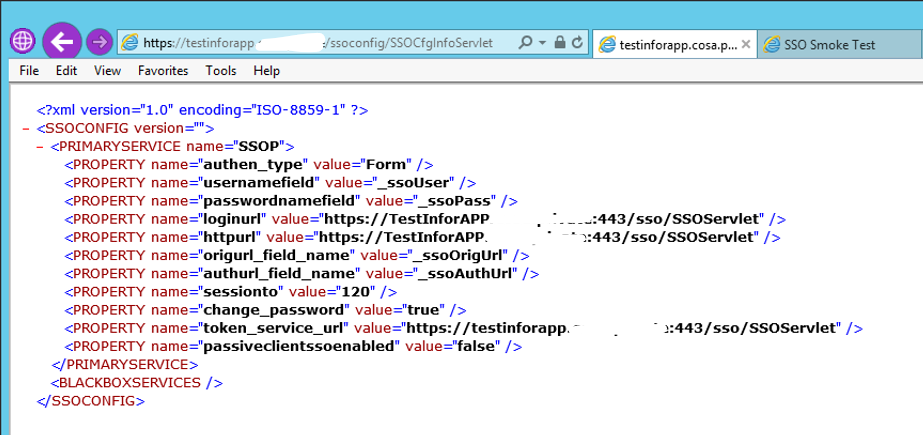 https://testinforapp. /ssoconfig/SSOCfgInfoServlet
testinforapp.cosa.p...
SSO Smoke Test
File Edit View Favorites Tools Help
<?xml version="1.0" encoding="ISO-8859-1" ?>
- <SSOCONFIG version="">
- <PRIMARYSERVICE name="SSOP">
<PROPERTY name="authen_type" value="Form" />
<PROPERTY name="usernamefield" value="_ssoUser" />
<PROPERTY name="passwordnamefield" value="_ssoPass" />
<PROPERTY name="loginurl" value="https://TestInforAPP. :443/sso/SSOServlet" />
<PROPERTY name="httpurl" value="https://TestInforAPP. :443/sso/SSOServlet" />
<PROPERTY name="origurl_field_name" value="_ssoOrigUrl" />
<PROPERTY name="authurl_field_name" value="_ssoAuthUrl" />
<PROPERTY name="sessionto" value="120" />
<PROPERTY name="change_password" value="true" />
<PROPERTY name="token_service_url" value="https://testinforapp. :443/sso/SSOServlet" />
<PROPERTY name="passiveclientssoenabled" value="false" />
</PRIMARYSERVICE>
<BLACKBOXSERVICES />
</SSOCONFIG>